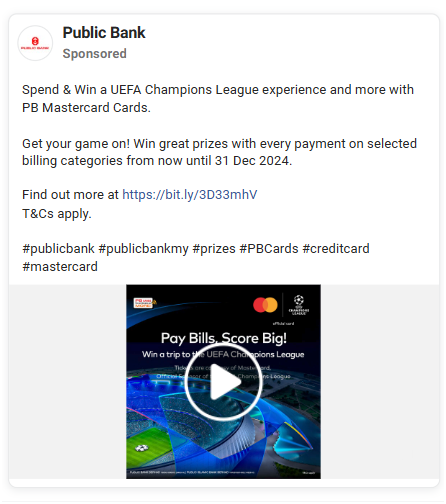 Public Bank
Sponsored
PUBLIC BANK
Spend & Win a UEFA Champions League experience and more with
PB Mastercard Cards.
Get your game on! Win great prizes with every payment on selected
billing categories from now until 31 Dec 2024.
Find out more at https://bit.ly/3D33mhV
T&Cs apply.
#publicbank #publicbankmy #prizes #PBCards #creditcard
#mastercard
UEFA
CHAMPIONS
LEAGUE
official card
Pay Bills, Score Big!
Win a trip to the UEFA Champions League
Tickets are courtesy of Mastercard,
Official Sponsor of UEFA Champions League